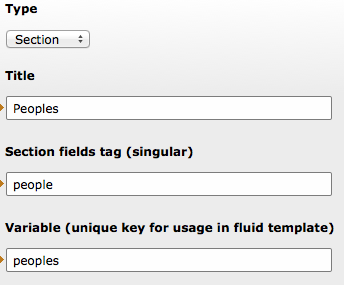 Type
Section
Title
Peoples
Section fields tag (singular)
people
Variable (unique key for usage in fluid template)
peoples